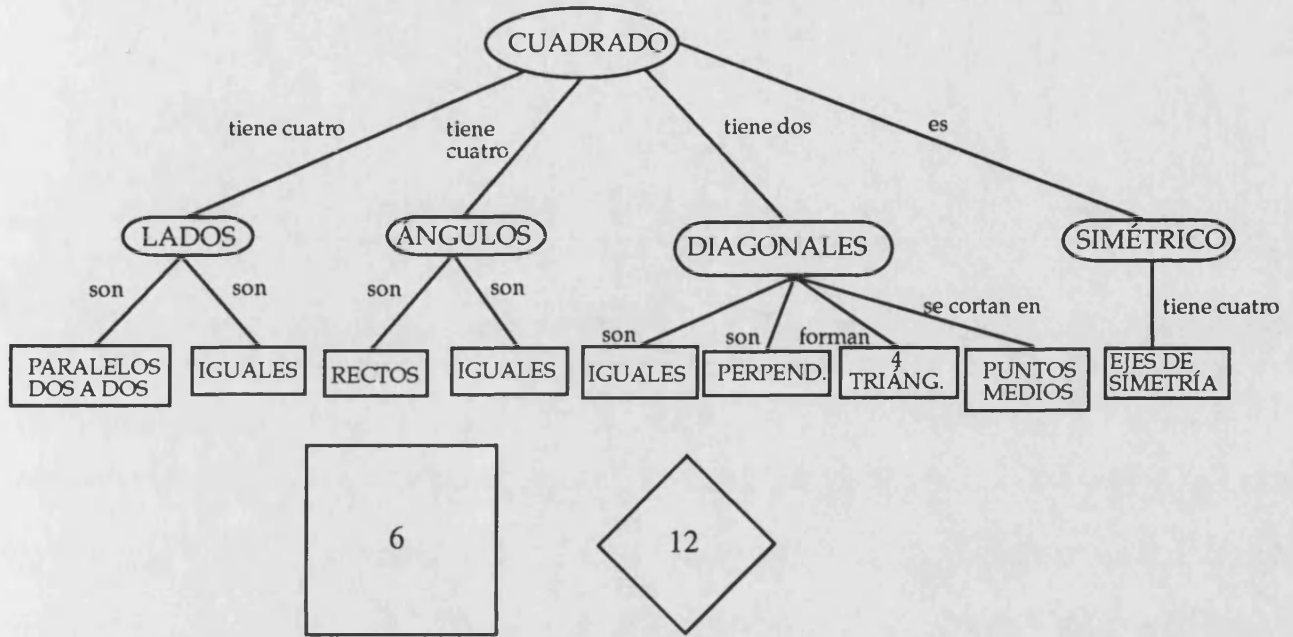 CUADRADO
tiene cuatro
tiene
cuatro
tiene dos
es
LADOS
ÁNGULOS
DIAGONALES
SIMÉTRICO
son
son
son
son
son
son
forman
se cortan en
tiene cuatro
PARALELOS
DOS A DOS
IGUALES
RECTOS
IGUALES
IGUALES
PERPEND.
4
TRIÁNG.
PUNTOS
MEDIOS
EJES DE
SIMETRÍA
6
12